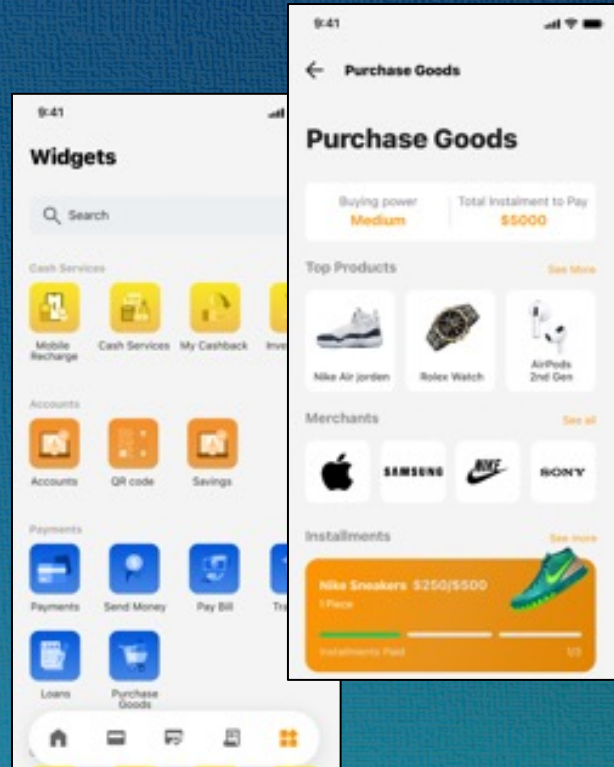 9:41
Widgets
Search
Cash Services
Mobile
Recharge
Cash Services
My Cashback
Accounts
Accounts
QR code
Savings
Payments
Payments
Send Money
Pay Bill
Loans
Purchase
Goods
9:41
Purchase Goods
Purchase Goods
Buying power
Total Instalment to Pay
Medium
$5000
Top Products
See More
Nike Air jorden
Rolex Watch
AirPods
2nd Gen
Merchants
See all
SAMSUNG
NIKE
SONY
Installments
See more
Nike Sneakers $250/$500
1 Piece
Installments Paid
1/3